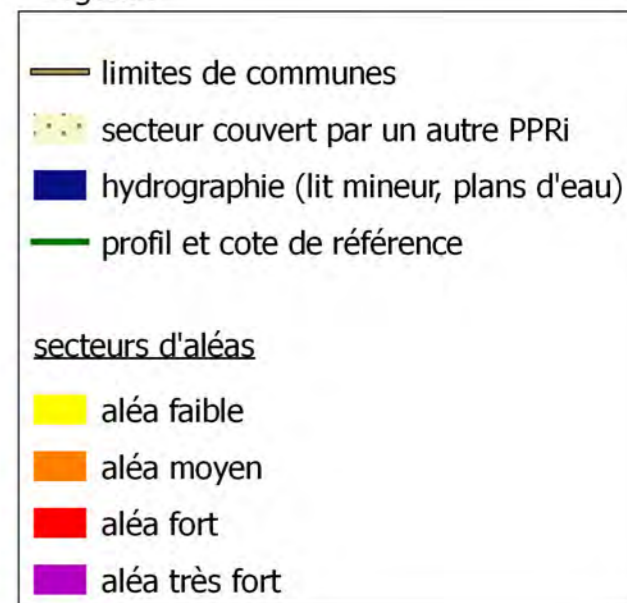 limites de communes
secteur couvert par un autre PPRi
hydrographie (lit mineur, plans d'eau)
profil et cote de référence
secteurs d'aléas
aléa faible
aléa moyen
aléa fort
aléa très fort